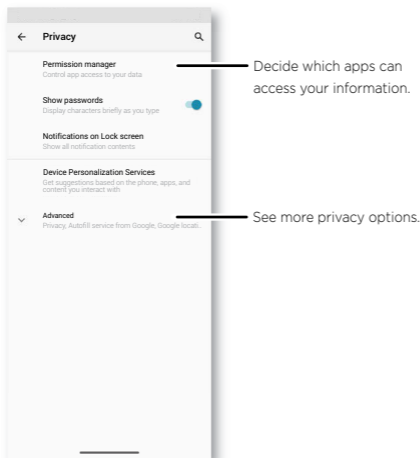 Privacy
Permission manager
Control app access to your data
Decide which apps can
access your information.
Show passwords
Display characters briefly as you type
Notifications on Lock screen
Show all notification contents
Device Personalization Services
Get suggestions based on the phone, apps, and
content you interact with
Advanced
Privacy, Autofill service from Google, Google locati..
See more privacy options.